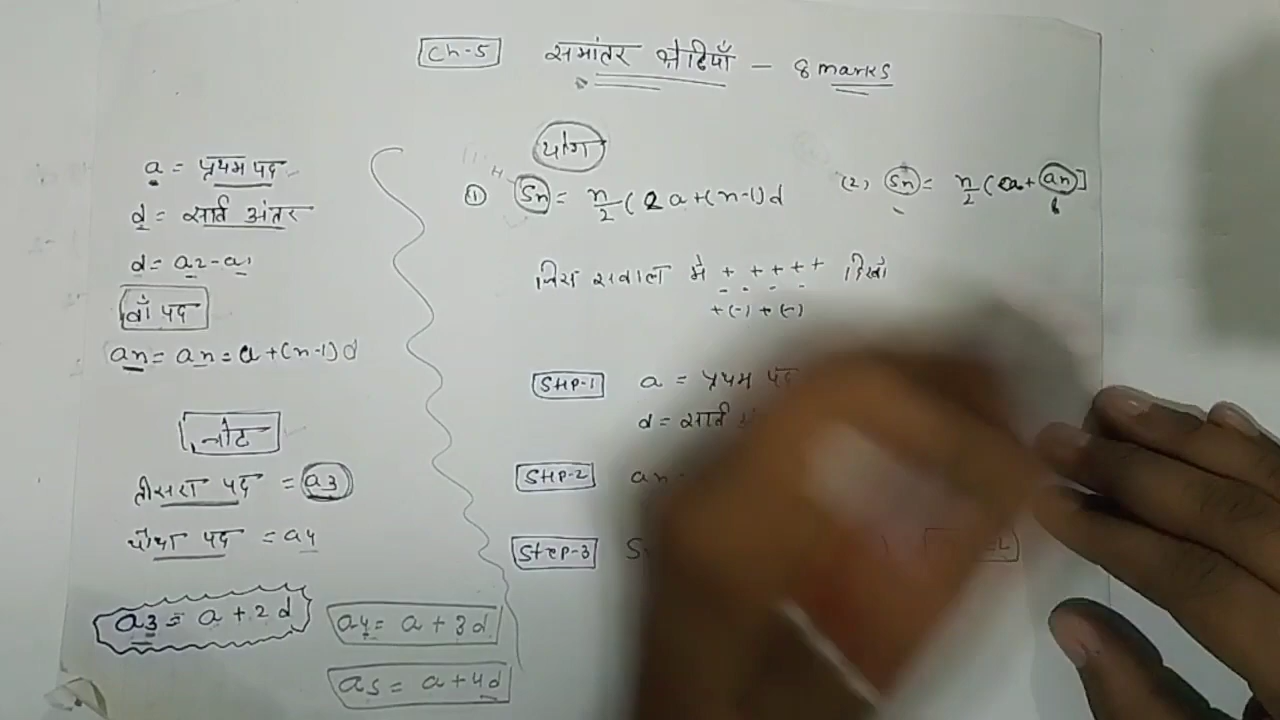 Ch-5 समांतर श्रेढियाँ - 8 marks
a = प्रथम पद
d = सार्व अंतर
d = a2-a1
वाँ पद
an = an = a+(n-1)d
नोट
तीसरा पद = a3
चौथा पद = a4
a3 = a+2d
a4 = a+3d
a5 = a+4d
योग
① Sn = n/2 (2a+(n-1)d
(2) Sn = n/2 (a+an]
जिस सवाल में + + + + + दिखे
- - - -
+(-)+(-)
Step-1 a = प्रथम पद
d = सार्व
Step-2 an
Step-3 S